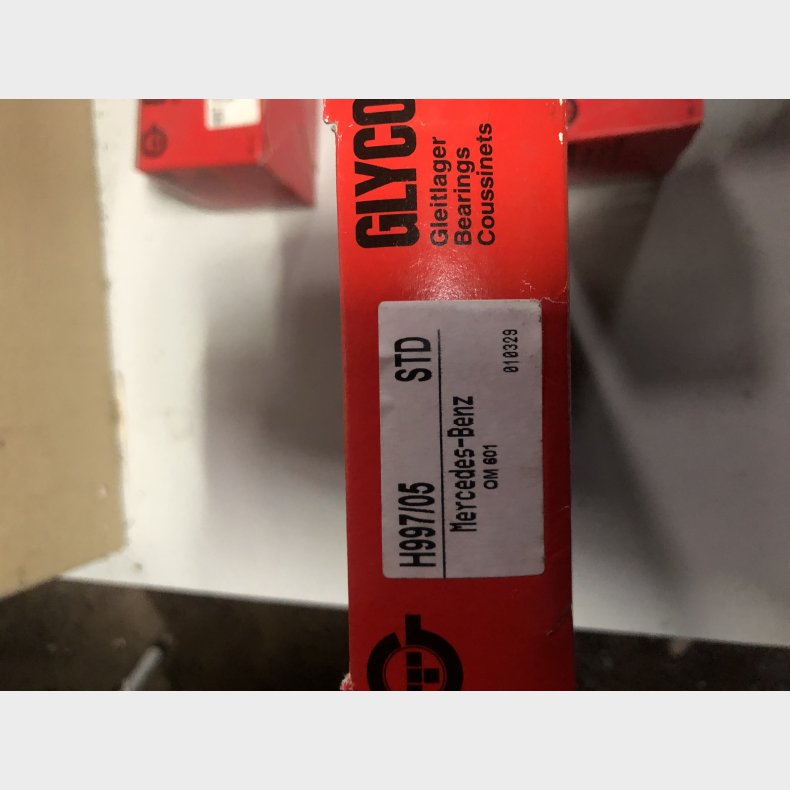 GLYCO
Gleitlager
Bearings
Coussinets
H997/05 STD
Mercedes-Benz
OM 601
010329